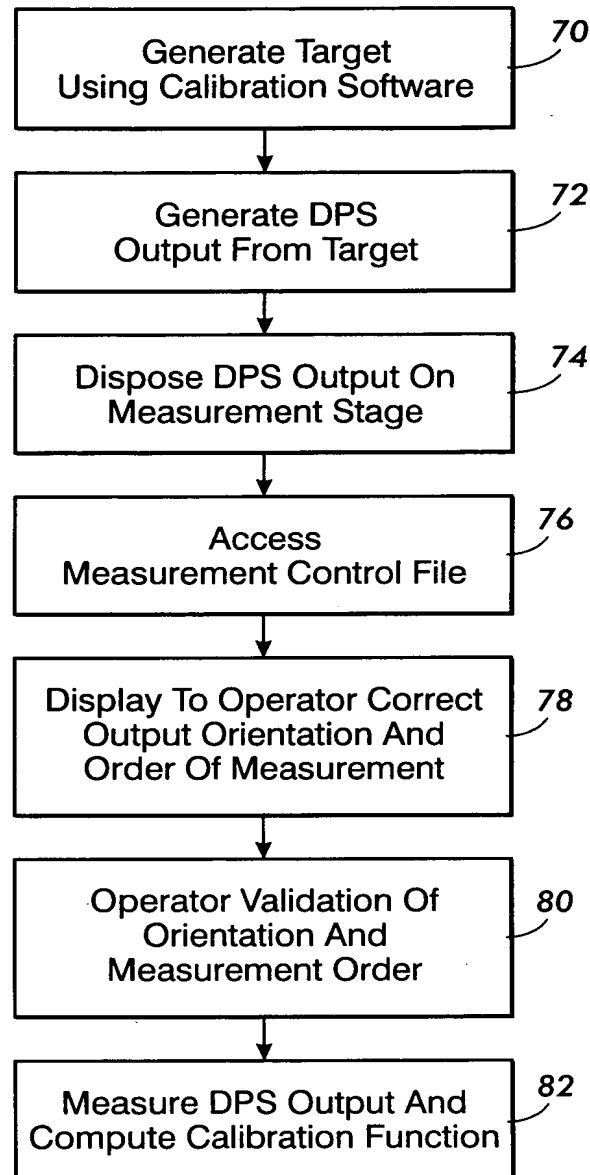 Generate Target
Using Calibration Software
70
Generate DPS
Output From Target
72
Dispose DPS Output On
Measurement Stage
74
Access
Measurement Control File
76
Display To Operator Correct
Output Orientation And
Order Of Measurement
78
Operator Validation Of
Orientation And
Measurement Order
80
Measure DPS Output And
Compute Calibration Function
82